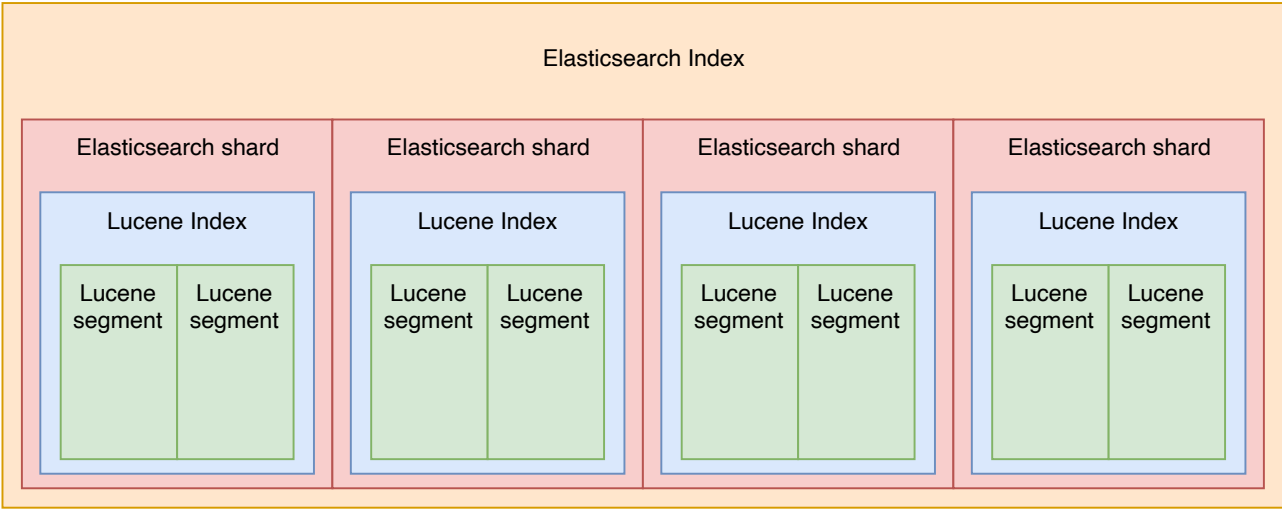 Elasticsearch Index
Elasticsearch shard
Elasticsearch shard
Elasticsearch shard
Elasticsearch shard
Lucene Index
Lucene Index
Lucene Index
Lucene Index
Lucene
segment
Lucene
segment
Lucene
segment
Lucene
segment
Lucene
segment
Lucene
segment
Lucene
segment
Lucene
segment